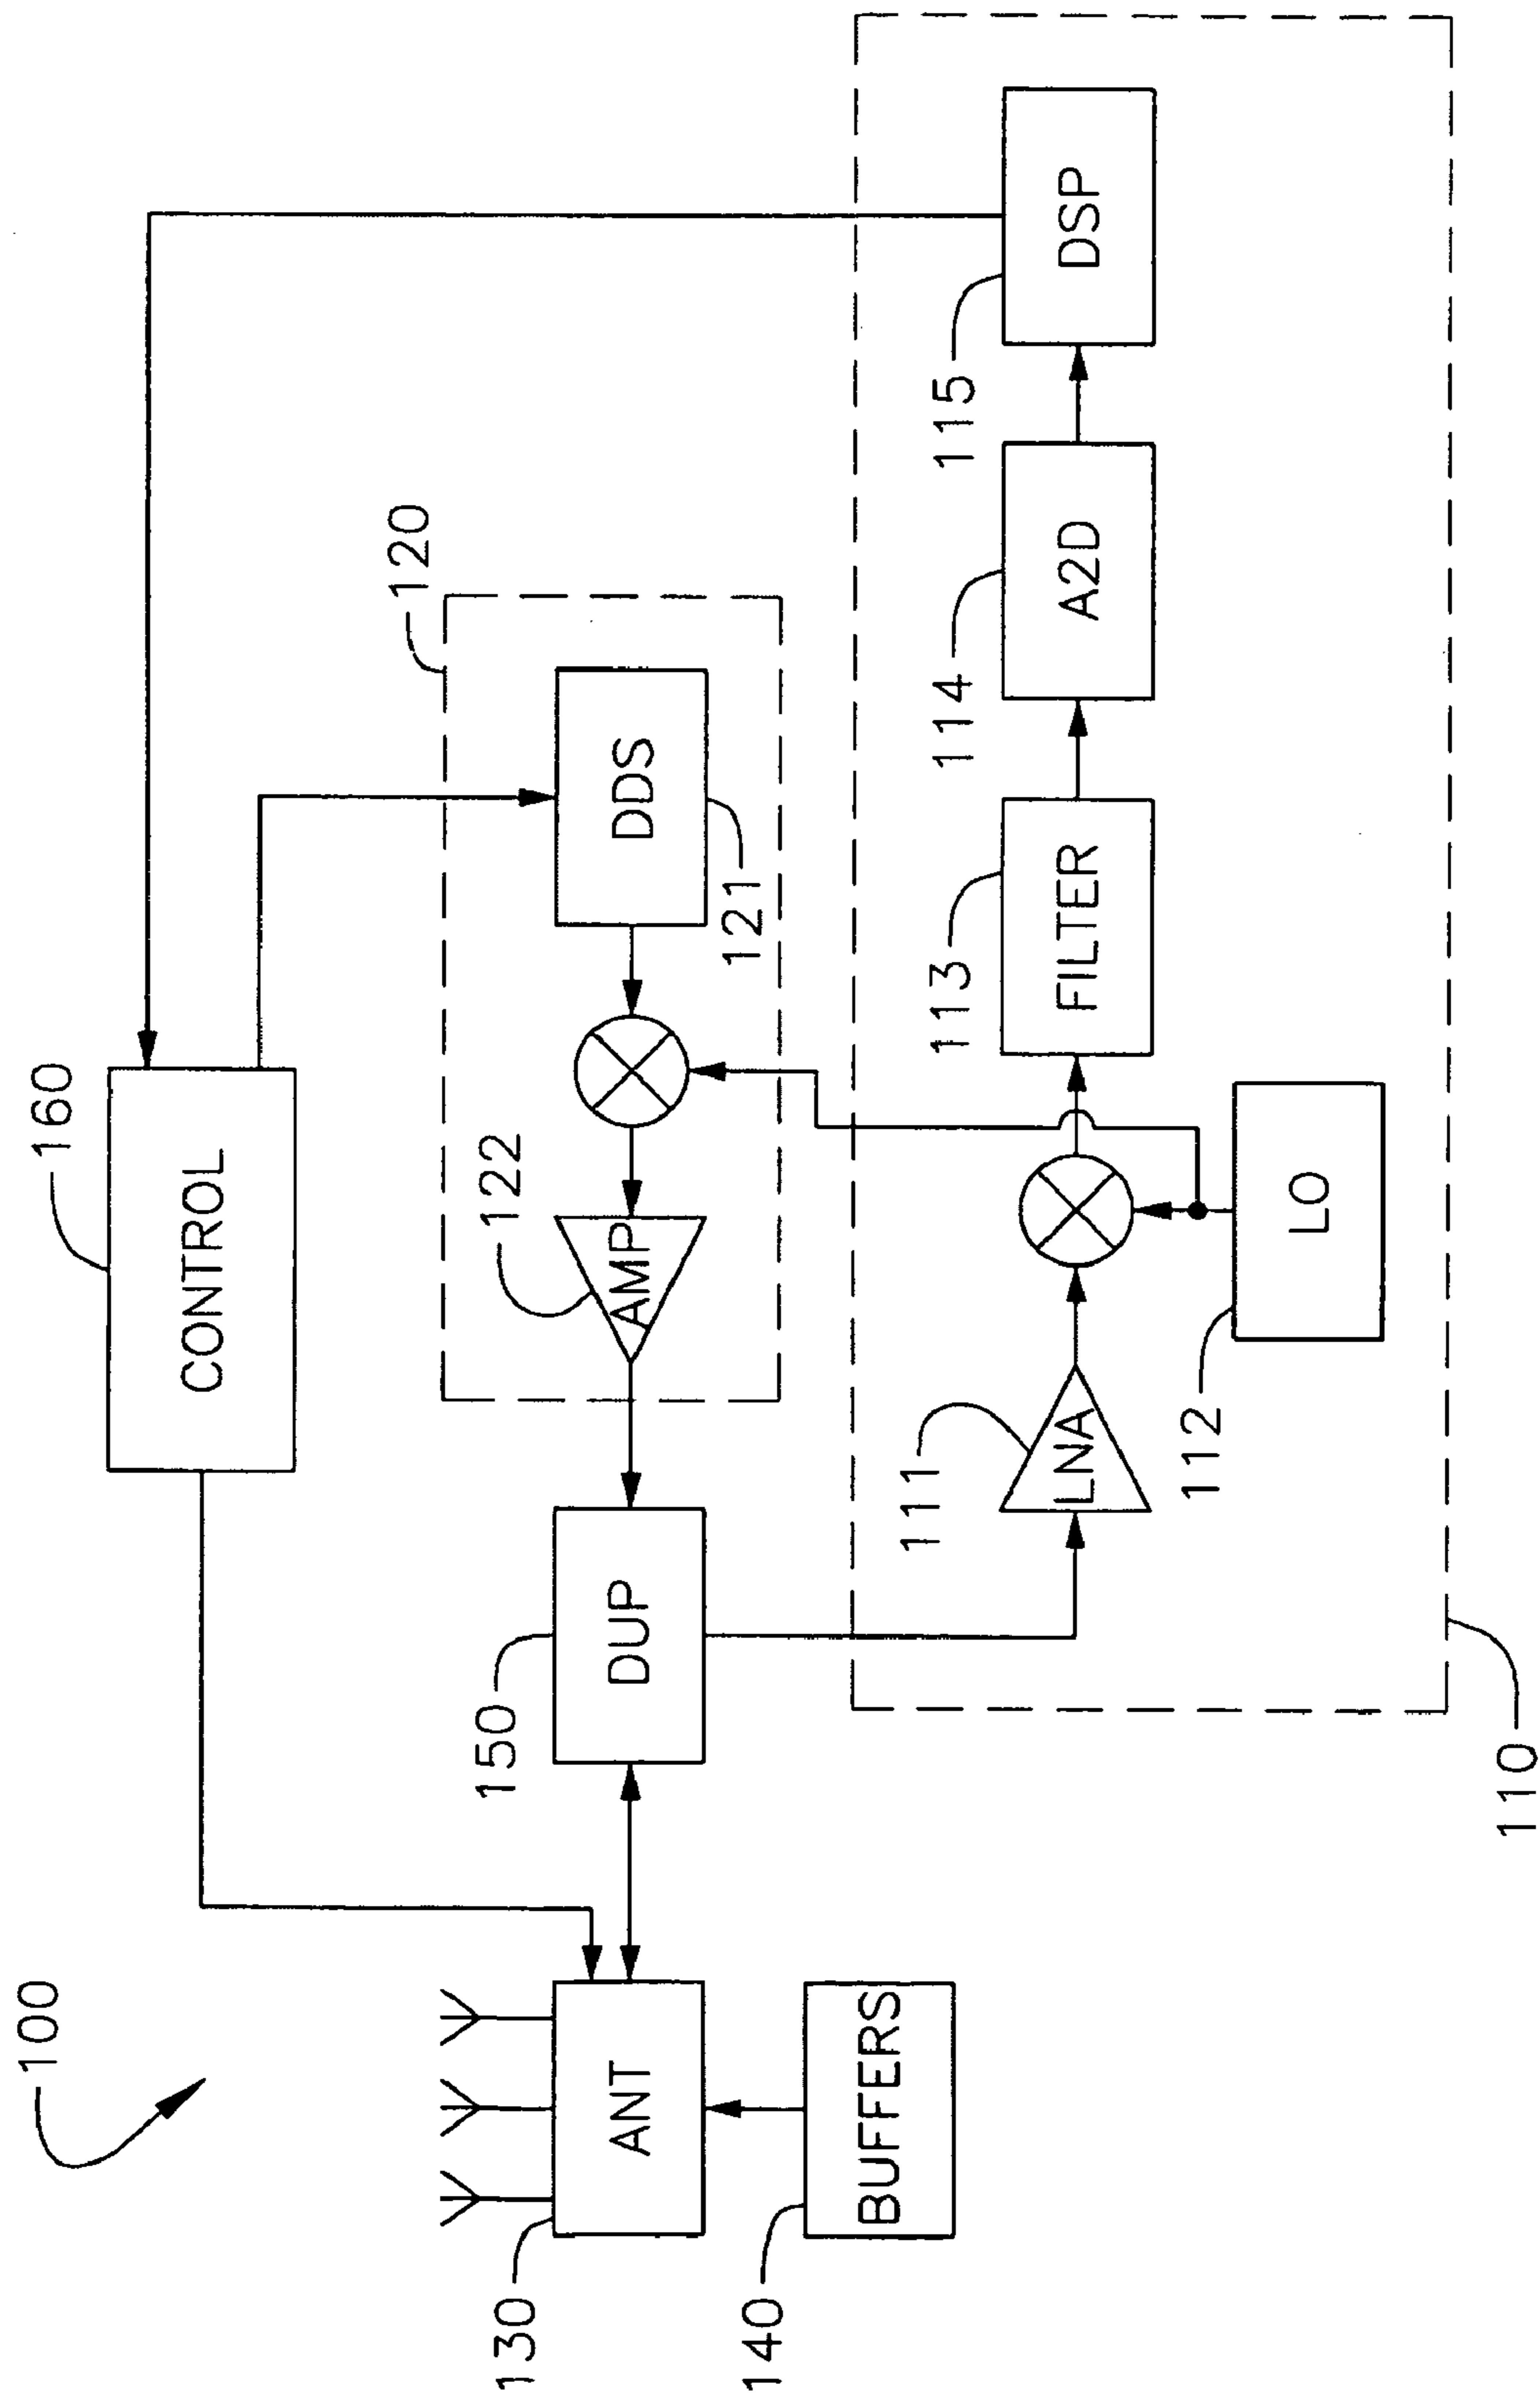 100
160
CONTROL
120
DDS
121
122
AMP
150
DUP
130
ANT
140
BUFFERS
111
LNA
112
LO
113
FILTER
114
A2D
115
DSP
110